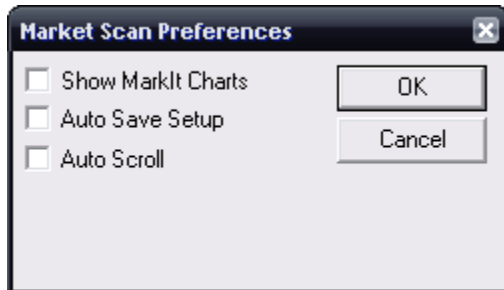 Market Scan Preferences
Show MarkIt Charts
OK
Auto Save Setup
Cancel
Auto Scroll